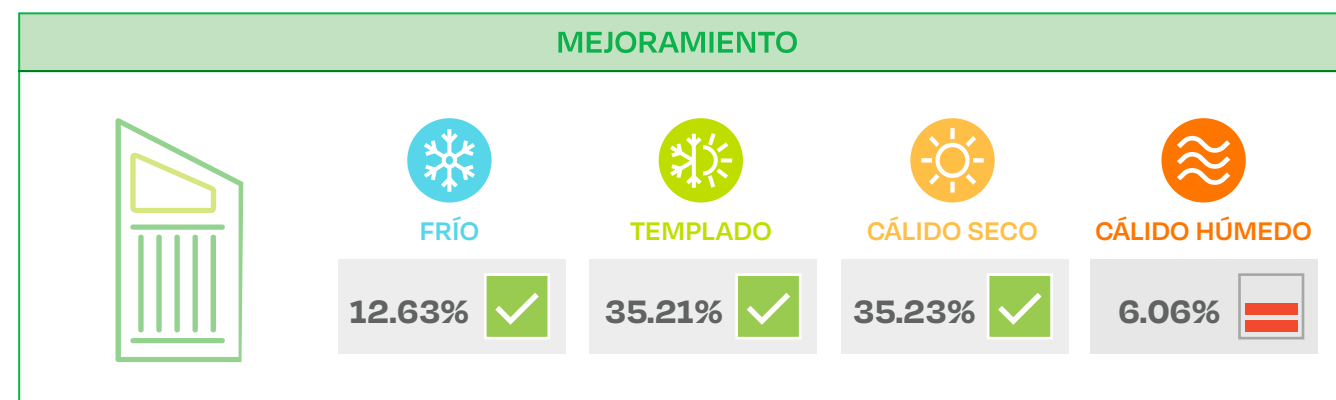 MEJORAMIENTO
FRÍO TEMPLADO CÁLIDO SECO CÁLIDO HÚMEDO
12.63% 35.21% 35.23% 6.06%